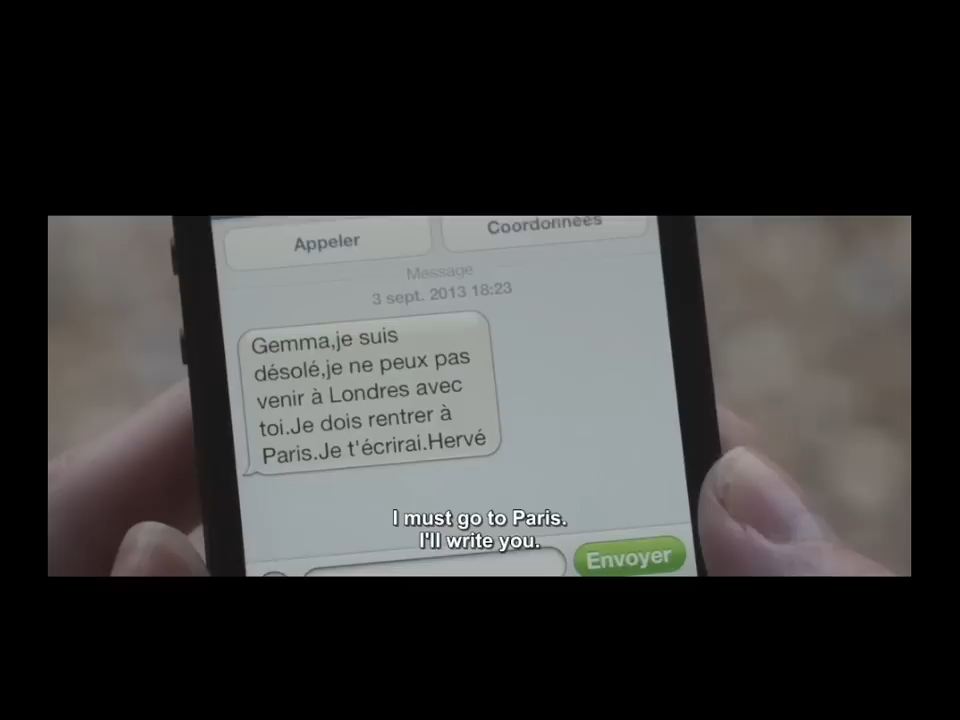 Appeler
Coordonnées
Message
3 sept. 2013 18:23
Gemma,je suis
désolé,je ne peux pas
venir à Londres avec
toi.Je dois rentrer à
Paris.Je t'écrirai.Hervé
I must go to Paris.
I'll write you.
Envoyer